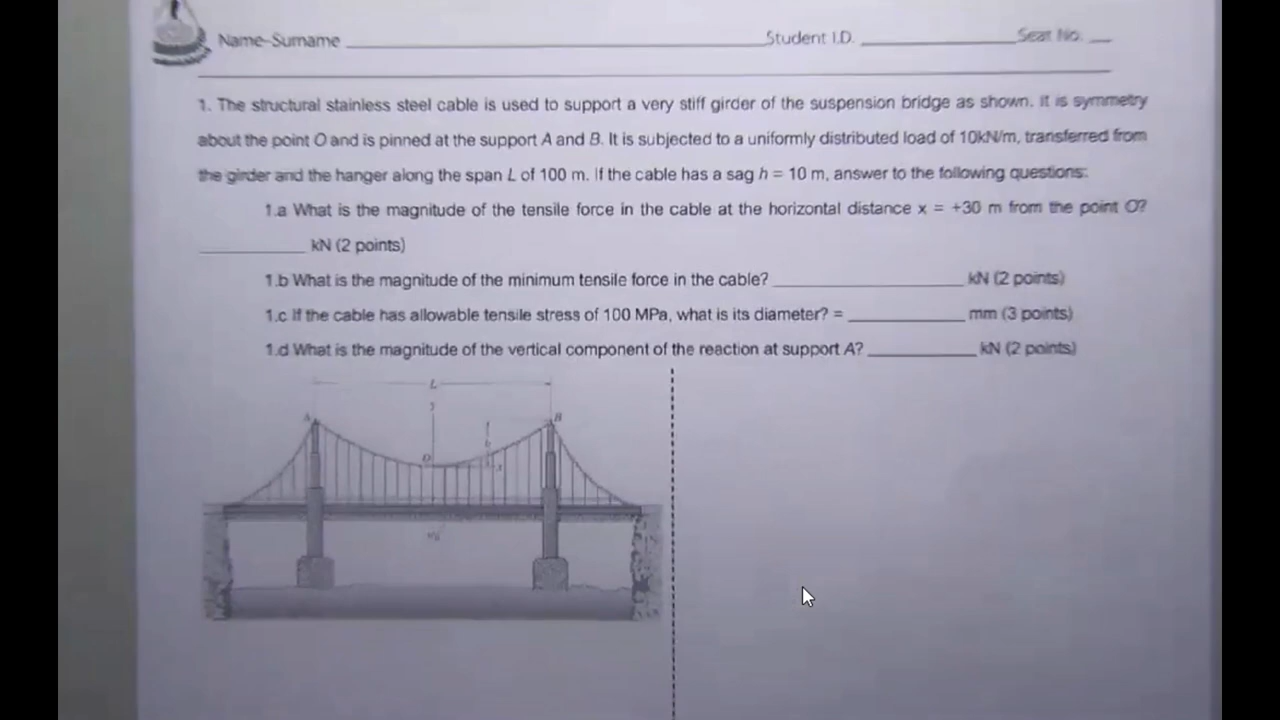 Name-Surname Student I.D. Seat No.
1. The structural stainless steel cable is used to support a very stiff girder of the suspension bridge as shown. It is symmetry
about the point O and is pinned at the support A and B. It is subjected to a uniformly distributed load of 10kN/m, transferred from
the girder and the hanger along the span L of 100 m. If the cable has a sag h = 10 m, answer to the following questions:
1.a What is the magnitude of the tensile force in the cable at the horizontal distance x = +30 m from the point O?
kN (2 points)
1.b What is the magnitude of the minimum tensile force in the cable? kN (2 points)
1.c If the cable has allowable tensile stress of 100 MPa, what is its diameter? = mm (3 points)
1.d What is the magnitude of the vertical component of the reaction at support A? kN (2 points)
L
y
A B
h
O x